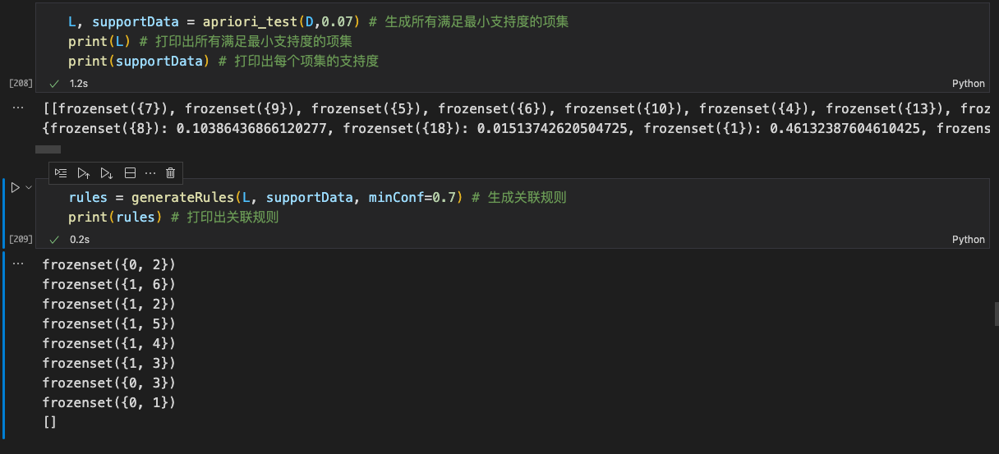 L, supportData = apriori_test(D,0.07) # 生成所有满足最小支持度的项集
print(L) # 打印出所有满足最小支持度的项集
print(supportData) # 打印出每个项集的支持度
[208] 1.2s Python
... [[frozenset({7}), frozenset({9}), frozenset({5}), frozenset({6}), frozenset({10}), frozenset({4}), frozenset({13}), froz
{frozenset({8}): 0.10386436866120277, frozenset({18}): 0.01513742620504725, frozenset({1}): 0.46132387604610425, frozens
rules = generateRules(L, supportData, minConf=0.7) # 生成关联规则
print(rules) # 打印出关联规则
[209] 0.2s Python
... frozenset({0, 2})
frozenset({1, 6})
frozenset({1, 2})
frozenset({1, 5})
frozenset({1, 4})
frozenset({1, 3})
frozenset({0, 3})
frozenset({0, 1})
[]